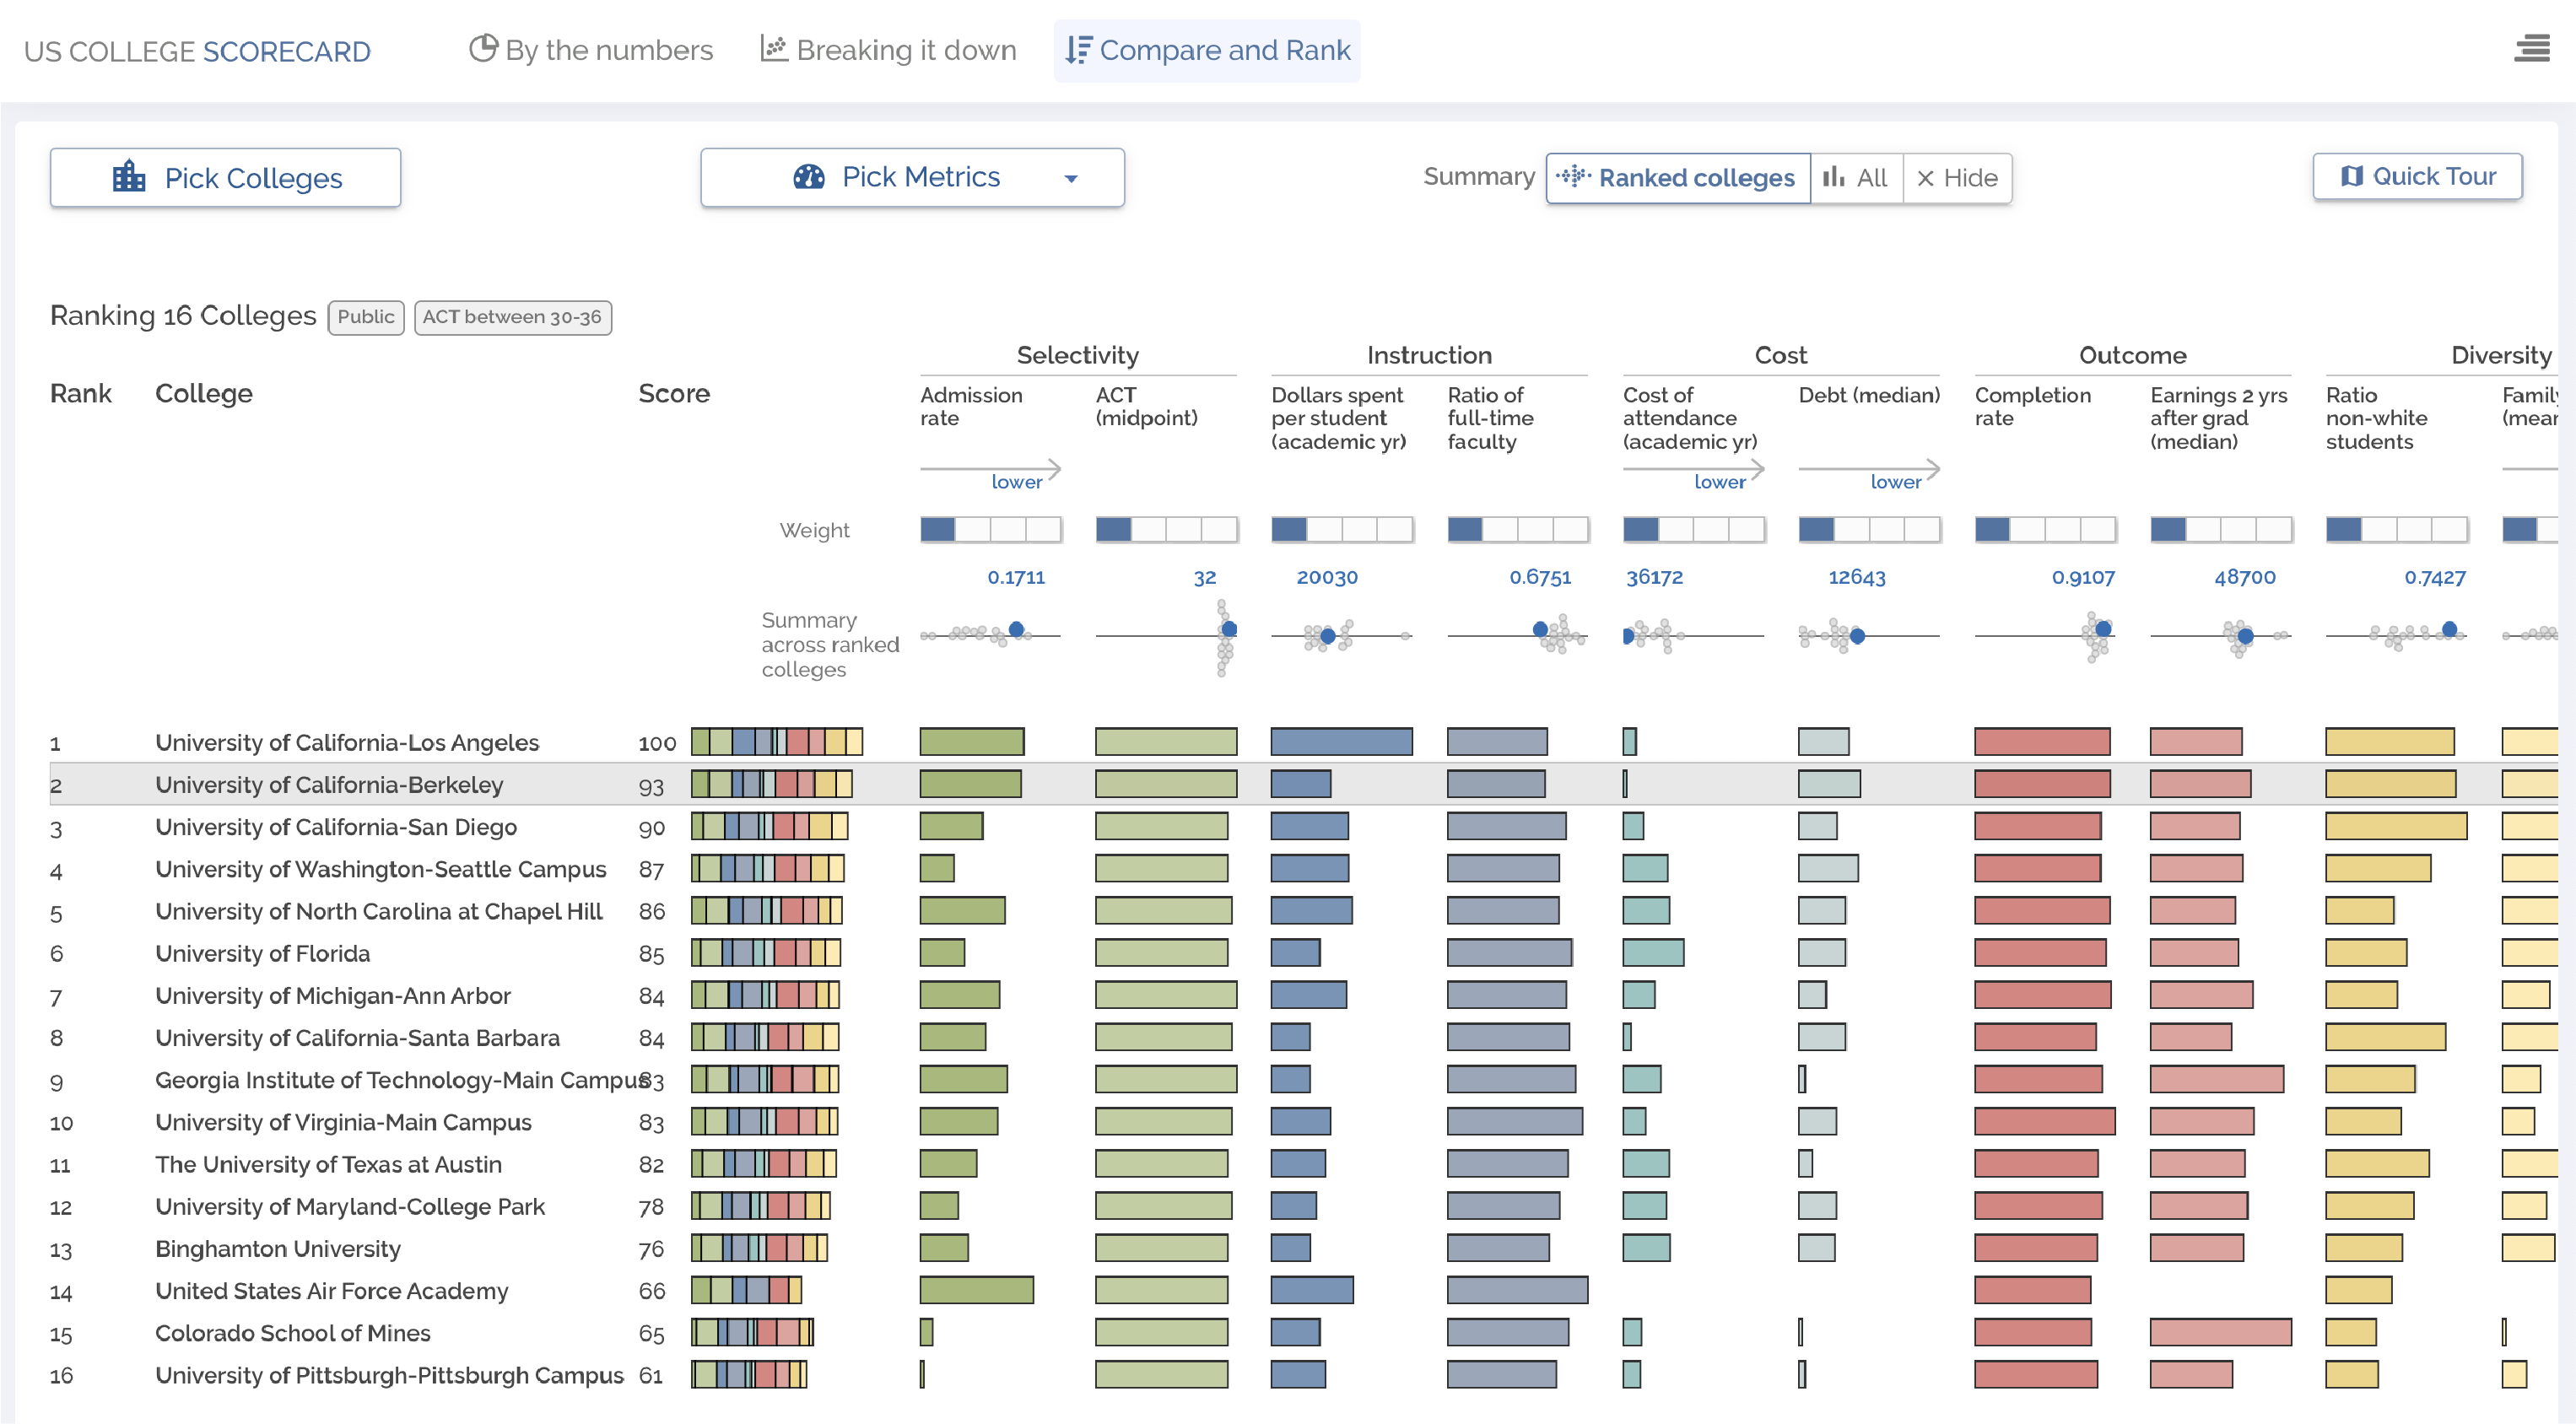 US COLLEGE SCORECARD
By the numbers
Breaking it down
Compare and Rank
Pick Colleges
Pick Metrics
Summary
Ranked colleges
All
Hide
Quick Tour
Ranking 16 Colleges
Public
ACT between 30-36
Selectivity
Instruction
Cost
Outcome
Diversity
Rank
College
Score
Admission
rate
ACT
(midpoint)
Dollars spent
per student
(academic yr)
Ratio of
full-time
faculty
Cost of
attendance
(academic yr)
Debt (median)
Completion
rate
Earnings 2 yrs
after grad
(median)
Ratio
non-white
students
lower
lower
lower
Weight
0.1711
32
20030
0.6751
36172
12643
0.9107
48700
0.7427
Summary
across ranked
colleges
1 University of California-Los Angeles 100
2 University of California-Berkeley 93
3 University of California-San Diego 90
4 University of Washington-Seattle Campus 87
5 University of North Carolina at Chapel Hill 86
6 University of Florida 85
7 University of Michigan-Ann Arbor 84
8 University of California-Santa Barbara 84
9 Georgia Institute of Technology-Main Campus 83
10 University of Virginia-Main Campus 83
11 The University of Texas at Austin 82
12 University of Maryland-College Park 78
13 Binghamton University 76
14 United States Air Force Academy 66
15 Colorado School of Mines 65
16 University of Pittsburgh-Pittsburgh Campus 61